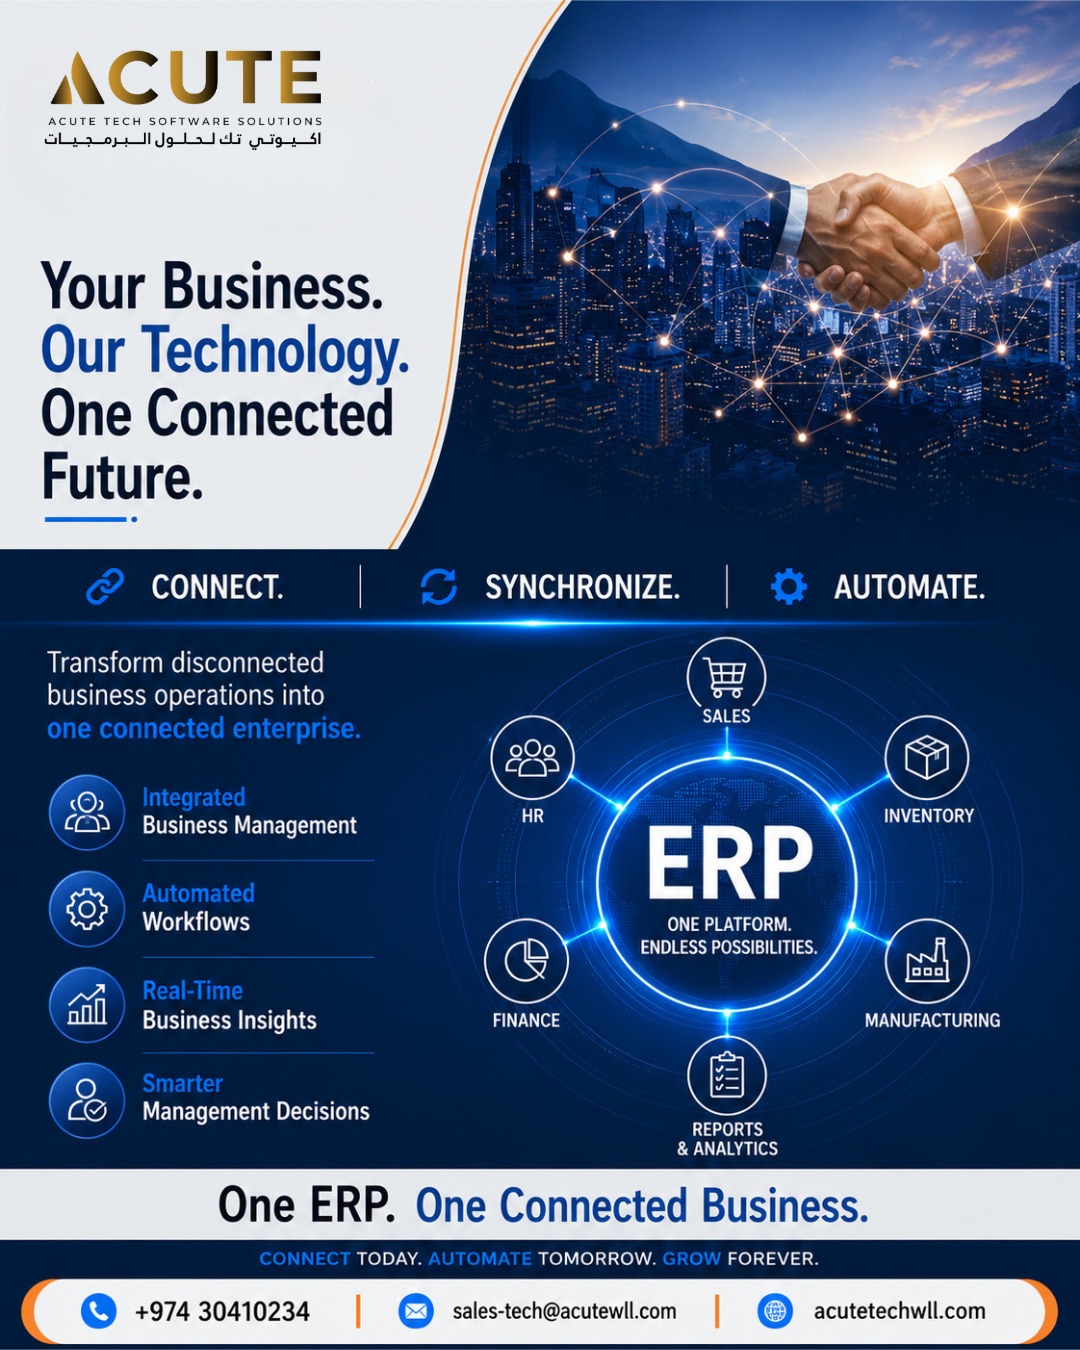 ACUTE
ACUTE TECH SOFTWARE SOLUTIONS
اكيوتي تك لحلول البرمجيات
Your Business.
Our Technology.
One Connected
Future.
CONNECT.
SYNCHRONIZE.
AUTOMATE.
Transform disconnected
business operations into
one connected enterprise.
Integrated
Business Management
Automated
Workflows
Real-Time
Business Insights
Smarter
Management Decisions
SALES
HR
INVENTORY
ERP
ONE PLATFORM.
ENDLESS POSSIBILITIES.
FINANCE
MANUFACTURING
REPORTS
& ANALYTICS
One ERP. One Connected Business.
CONNECT TODAY. AUTOMATE TOMORROW. GROW FOREVER.
+974 30410234
sales-tech@acutewll.com
acutetechwll.com